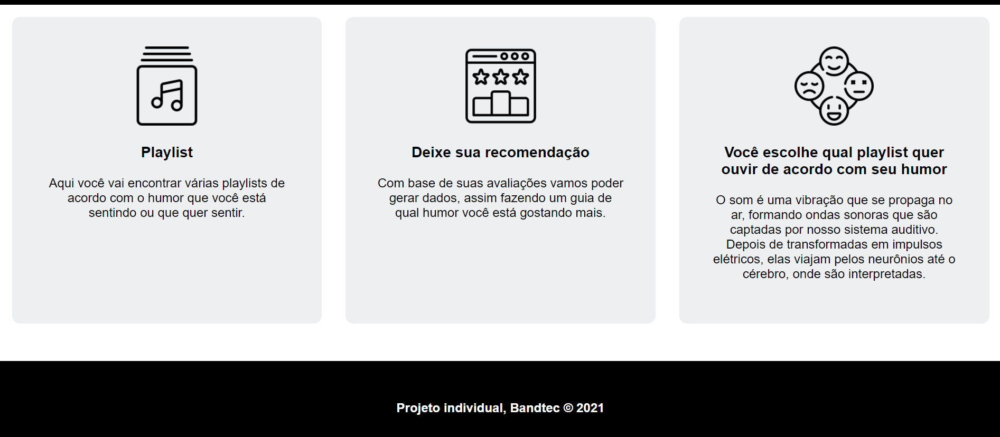 Playlist
Aqui você vai encontrar várias playlists de
acordo com o humor que você está
sentindo ou que quer sentir.
Deixe sua recomendação
Com base de suas avaliações vamos poder
gerar dados, assim fazendo um guia de
qual humor você está gostando mais.
Você escolhe qual playlist quer
ouvir de acordo com seu humor
O som é uma vibração que se propaga no
ar, formando ondas sonoras que são
captadas por nosso sistema auditivo.
Depois de transformadas em impulsos
elétricos, elas viajam pelos neurônios até o
cérebro, onde são interpretadas.
Projeto individual, Bandtec © 2021